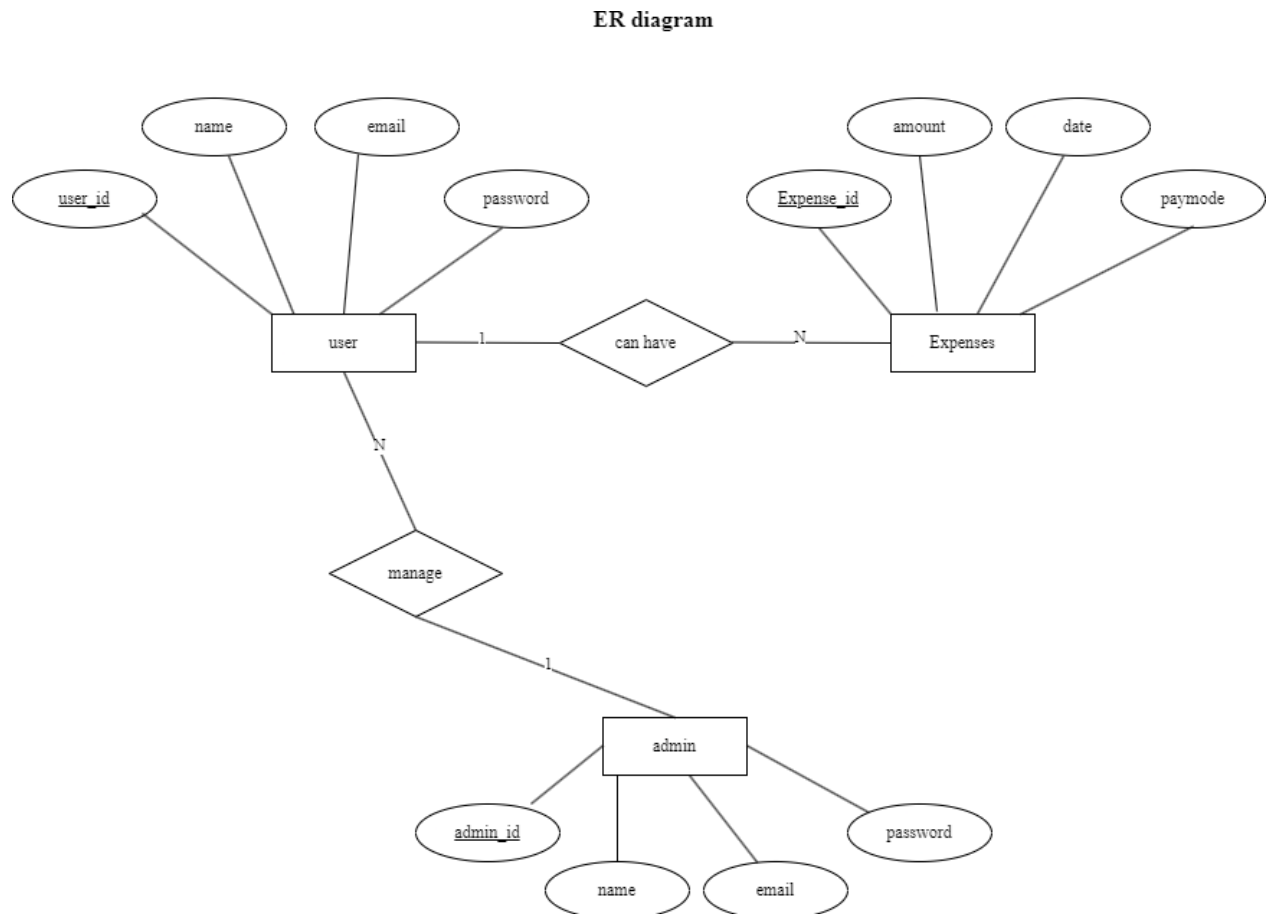 ER diagram
name
email
amount
date
user_id
password
Expense_id
paymode
user
1
can have
N
Expenses
N
manage
1
admin
admin_id
password
name
email